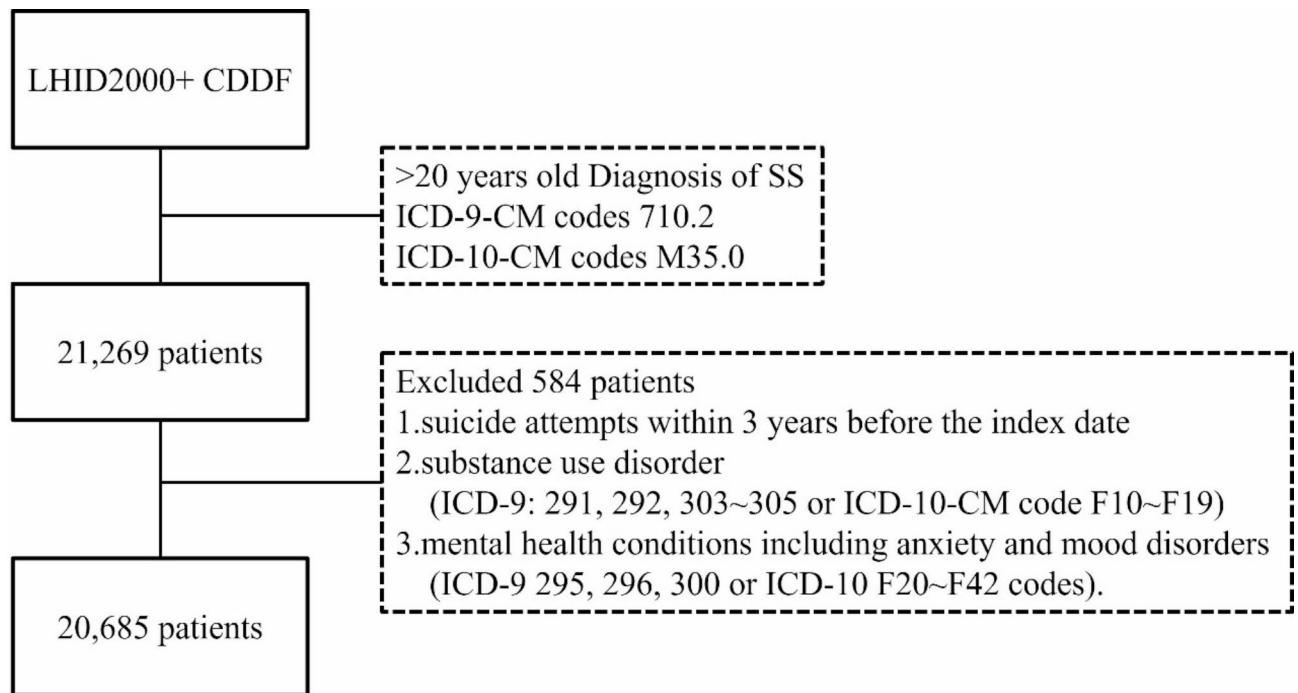 LHID2000+ CDDF
>20 years old Diagnosis of SS
ICD-9-CM codes 710.2
ICD-10-CM codes M35.0
21,269 patients
Excluded 584 patients
1.suicide attempts within 3 years before the index date
2.substance use disorder
(ICD-9: 291, 292, 303~305 or ICD-10-CM code F10~F19)
3.mental health conditions including anxiety and mood disorders
(ICD-9 295, 296, 300 or ICD-10 F20~F42 codes).
20,685 patients